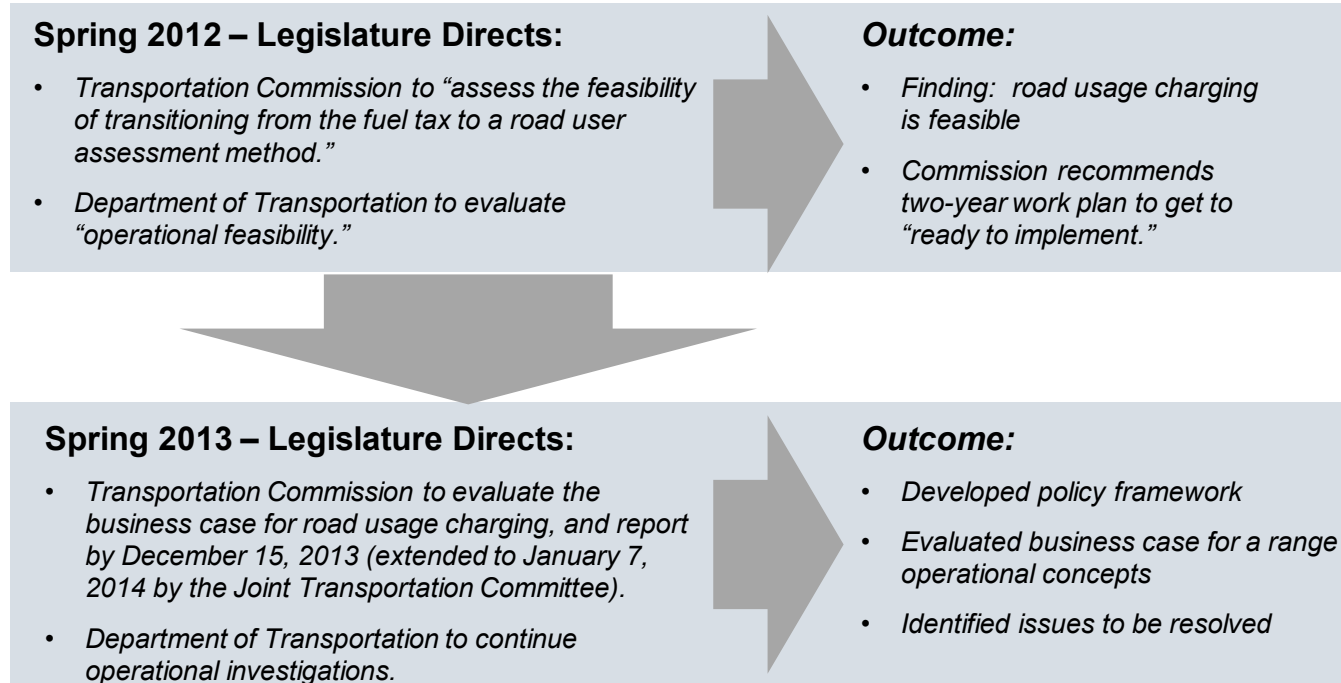 Spring 2012 – Legislature Directs:
• Transportation Commission to “assess the feasibility
of transitioning from the fuel tax to a road user
assessment method.”
• Department of Transportation to evaluate
“operational feasibility.”
Outcome:
• Finding: road usage charging
is feasible
• Commission recommends
two-year work plan to get to
“ready to implement.”
Spring 2013 – Legislature Directs:
• Transportation Commission to evaluate the
business case for road usage charging, and report
by December 15, 2013 (extended to January 7,
2014 by the Joint Transportation Committee).
• Department of Transportation to continue
operational investigations.
Outcome:
• Developed policy framework
• Evaluated business case for a range
operational concepts
• Identified issues to be resolved